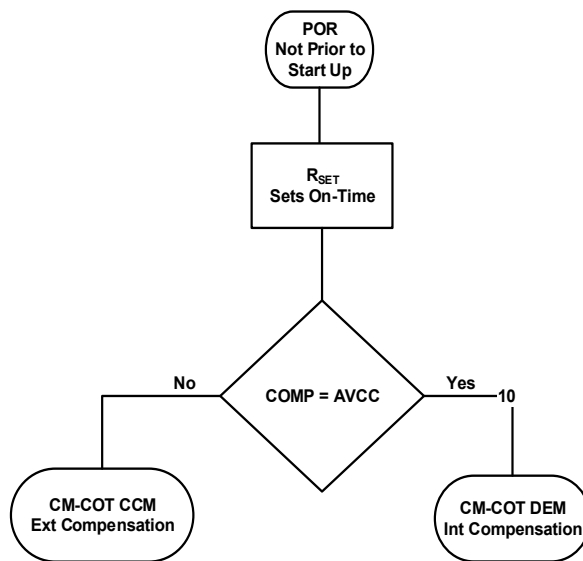 POR
Not Prior to
Start Up
RSET
Sets On-Time
COMP = AVCC
No
Yes
10
CM-COT CCM
Ext Compensation
CM-COT DEM
Int Compensation